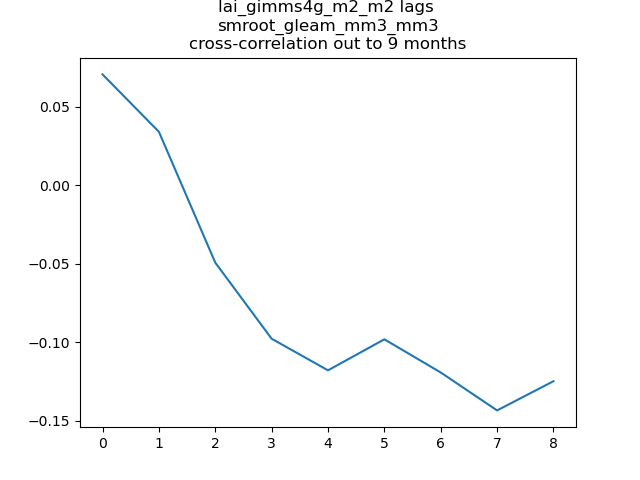 lai_gimms4g_m2_m2 lags
smroot_gleam_mm3_mm3
cross-correlation out to 9 months
0.05
0.00
−0.05
−0.10
−0.15
0 1 2 3 4 5 6 7 8